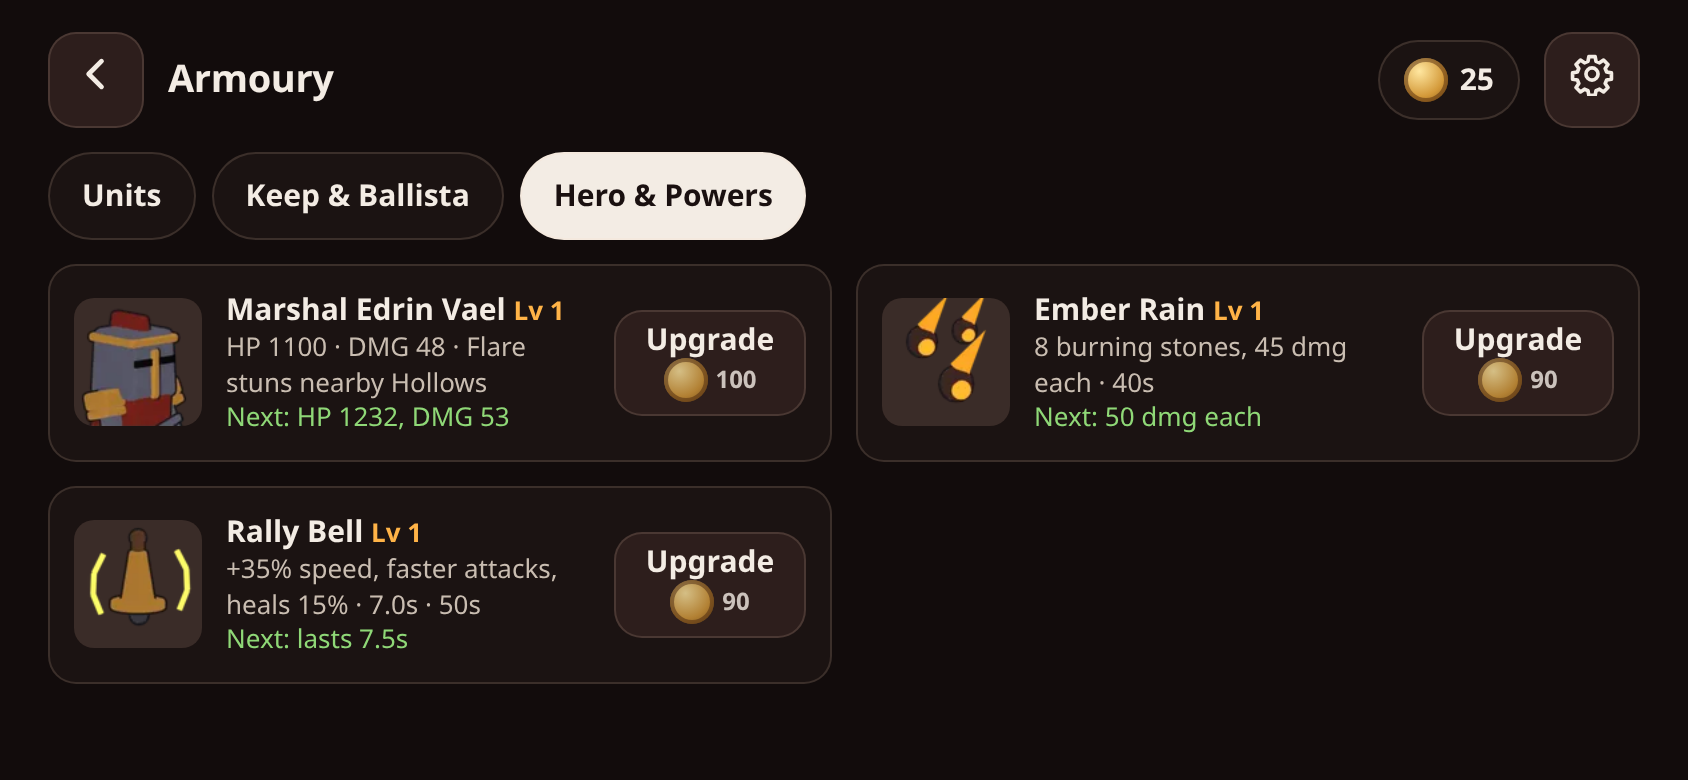 Armoury
25
Units
Keep & Ballista
Hero & Powers
Marshal Edrin Vael Lv 1
HP 1100 · DMG 48 · Flare
stuns nearby Hollows
Next: HP 1232, DMG 53
Upgrade
100
Ember Rain Lv 1
8 burning stones, 45 dmg
each · 40s
Next: 50 dmg each
Upgrade
90
Rally Bell Lv 1
+35% speed, faster attacks,
heals 15% · 7.0s · 50s
Next: lasts 7.5s
Upgrade
90